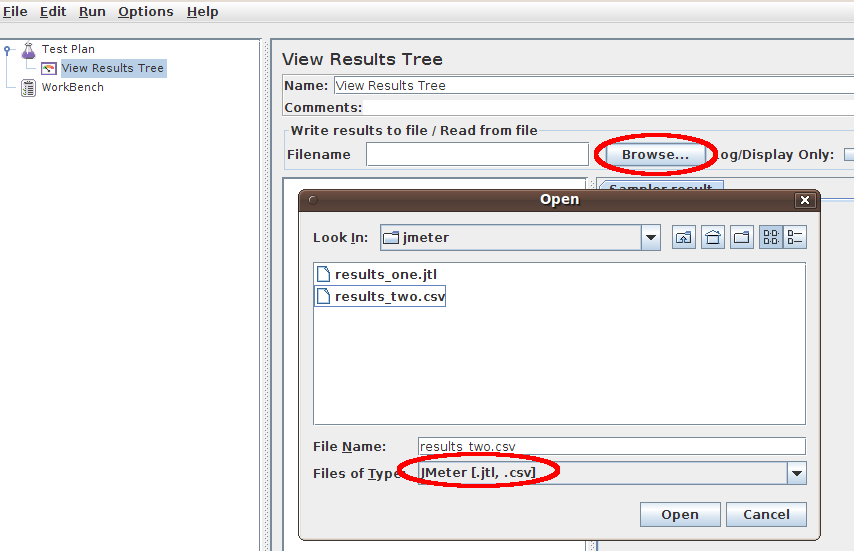 File Edit Run Options Help
Test Plan
View Results Tree
WorkBench
View Results Tree
Name: View Results Tree
Comments:
Write results to file / Read from file
Filename Browse... Log/Display Only:
Sampler result
Open
Look In: jmeter
results_one.jtl
results_two.csv
File Name: results_two.csv
Files of Type: JMeter [.jtl, .csv]
Open Cancel